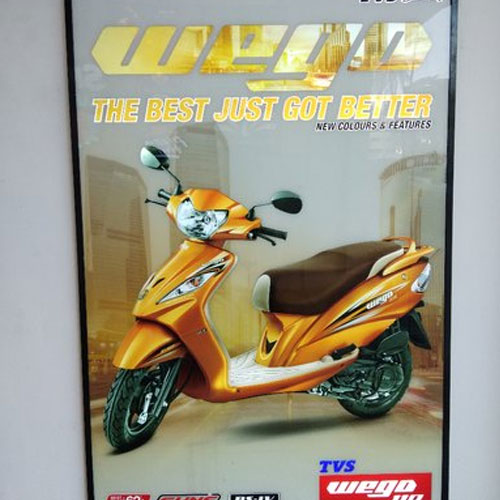 wego
THE BEST JUST GOT BETTER
NEW COLOURS & FEATURES
wego
TVS
wego